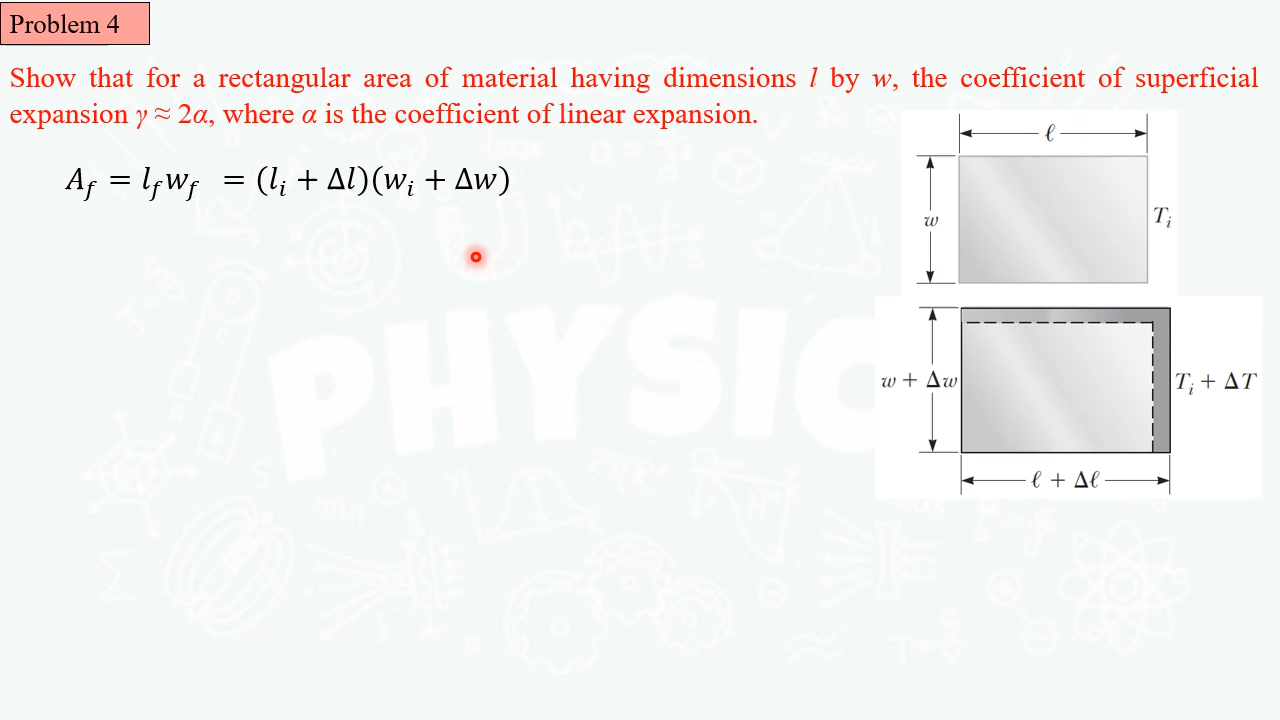 Problem 4
Show that for a rectangular area of material having dimensions l by w, the coefficient of superficial
expansion γ ≈ 2α, where α is the coefficient of linear expansion.
A_f = l_f w_f = (l_i + Δl)(w_i + Δw)
ℓ
w
T_i
w + Δw
T_i + ΔT
ℓ + Δℓ
PHYSIC